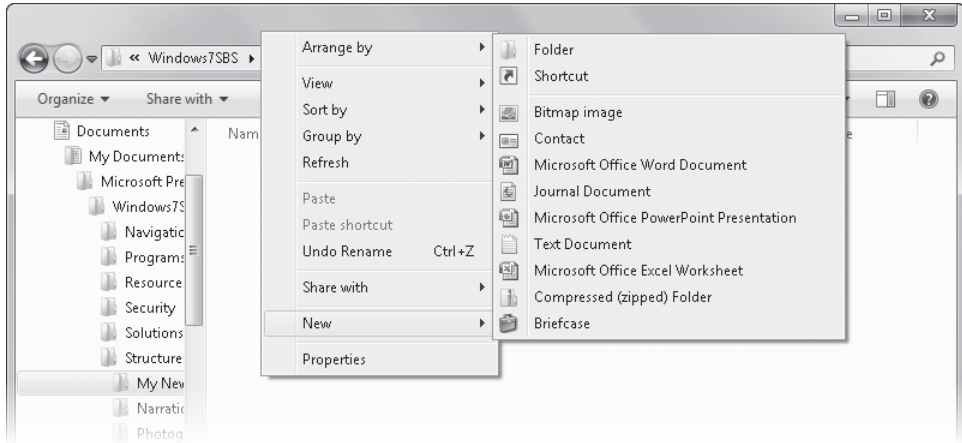 « Windows7SBS
Organize
Share with
Documents
My Documents
Microsoft Pre
Windows7S
Navigatic
Programs
Resource
Security
Solutions
Structure
My New
Narratic
Photog
Nam
e
Arrange by
View
Sort by
Group by
Refresh
Paste
Paste shortcut
Undo Rename Ctrl+Z
Share with
New
Properties
Folder
Shortcut
Bitmap image
Contact
Microsoft Office Word Document
Journal Document
Microsoft Office PowerPoint Presentation
Text Document
Microsoft Office Excel Worksheet
Compressed (zipped) Folder
Briefcase